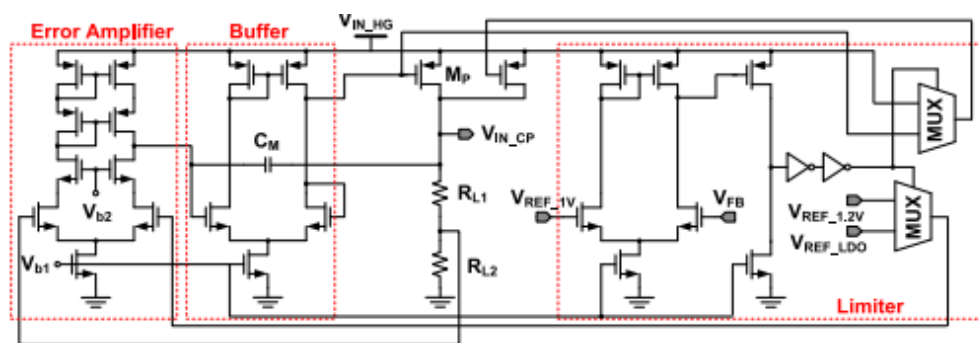 Error Amplifier
Buffer
V_IN_HG
M_P
V_IN_CP
C_M
R_L1
R_L2
V_b2
V_b1
V_REF_1V
V_FB
MUX
V_REF_1.2V
V_REF_LDO
MUX
Limiter